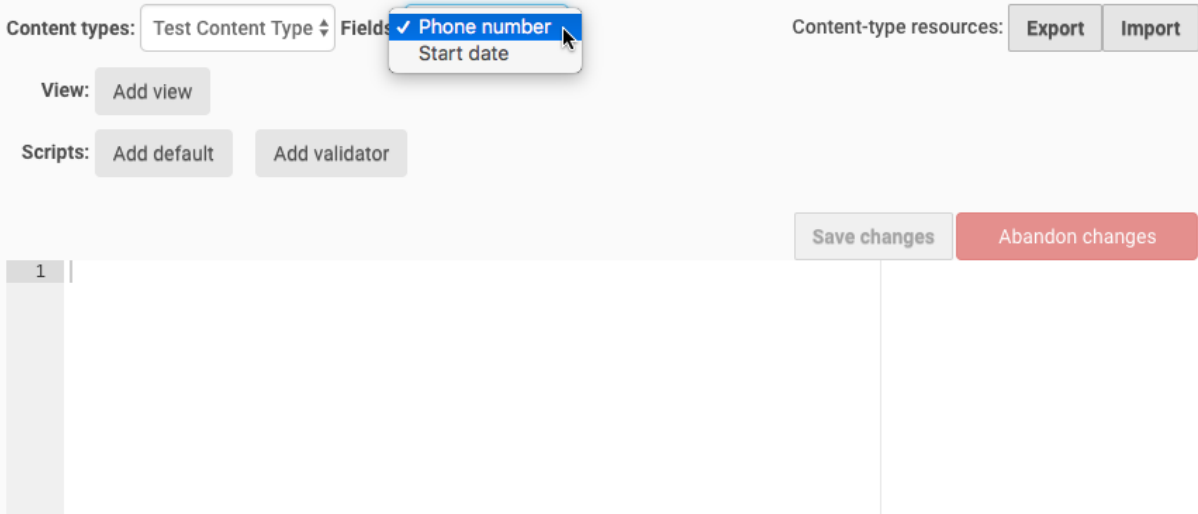 Content types: Test Content Type Fields ✓ Phone number Content-type resources: Export Import
Start date
View: Add view
Scripts: Add default Add validator
Save changes Abandon changes
1